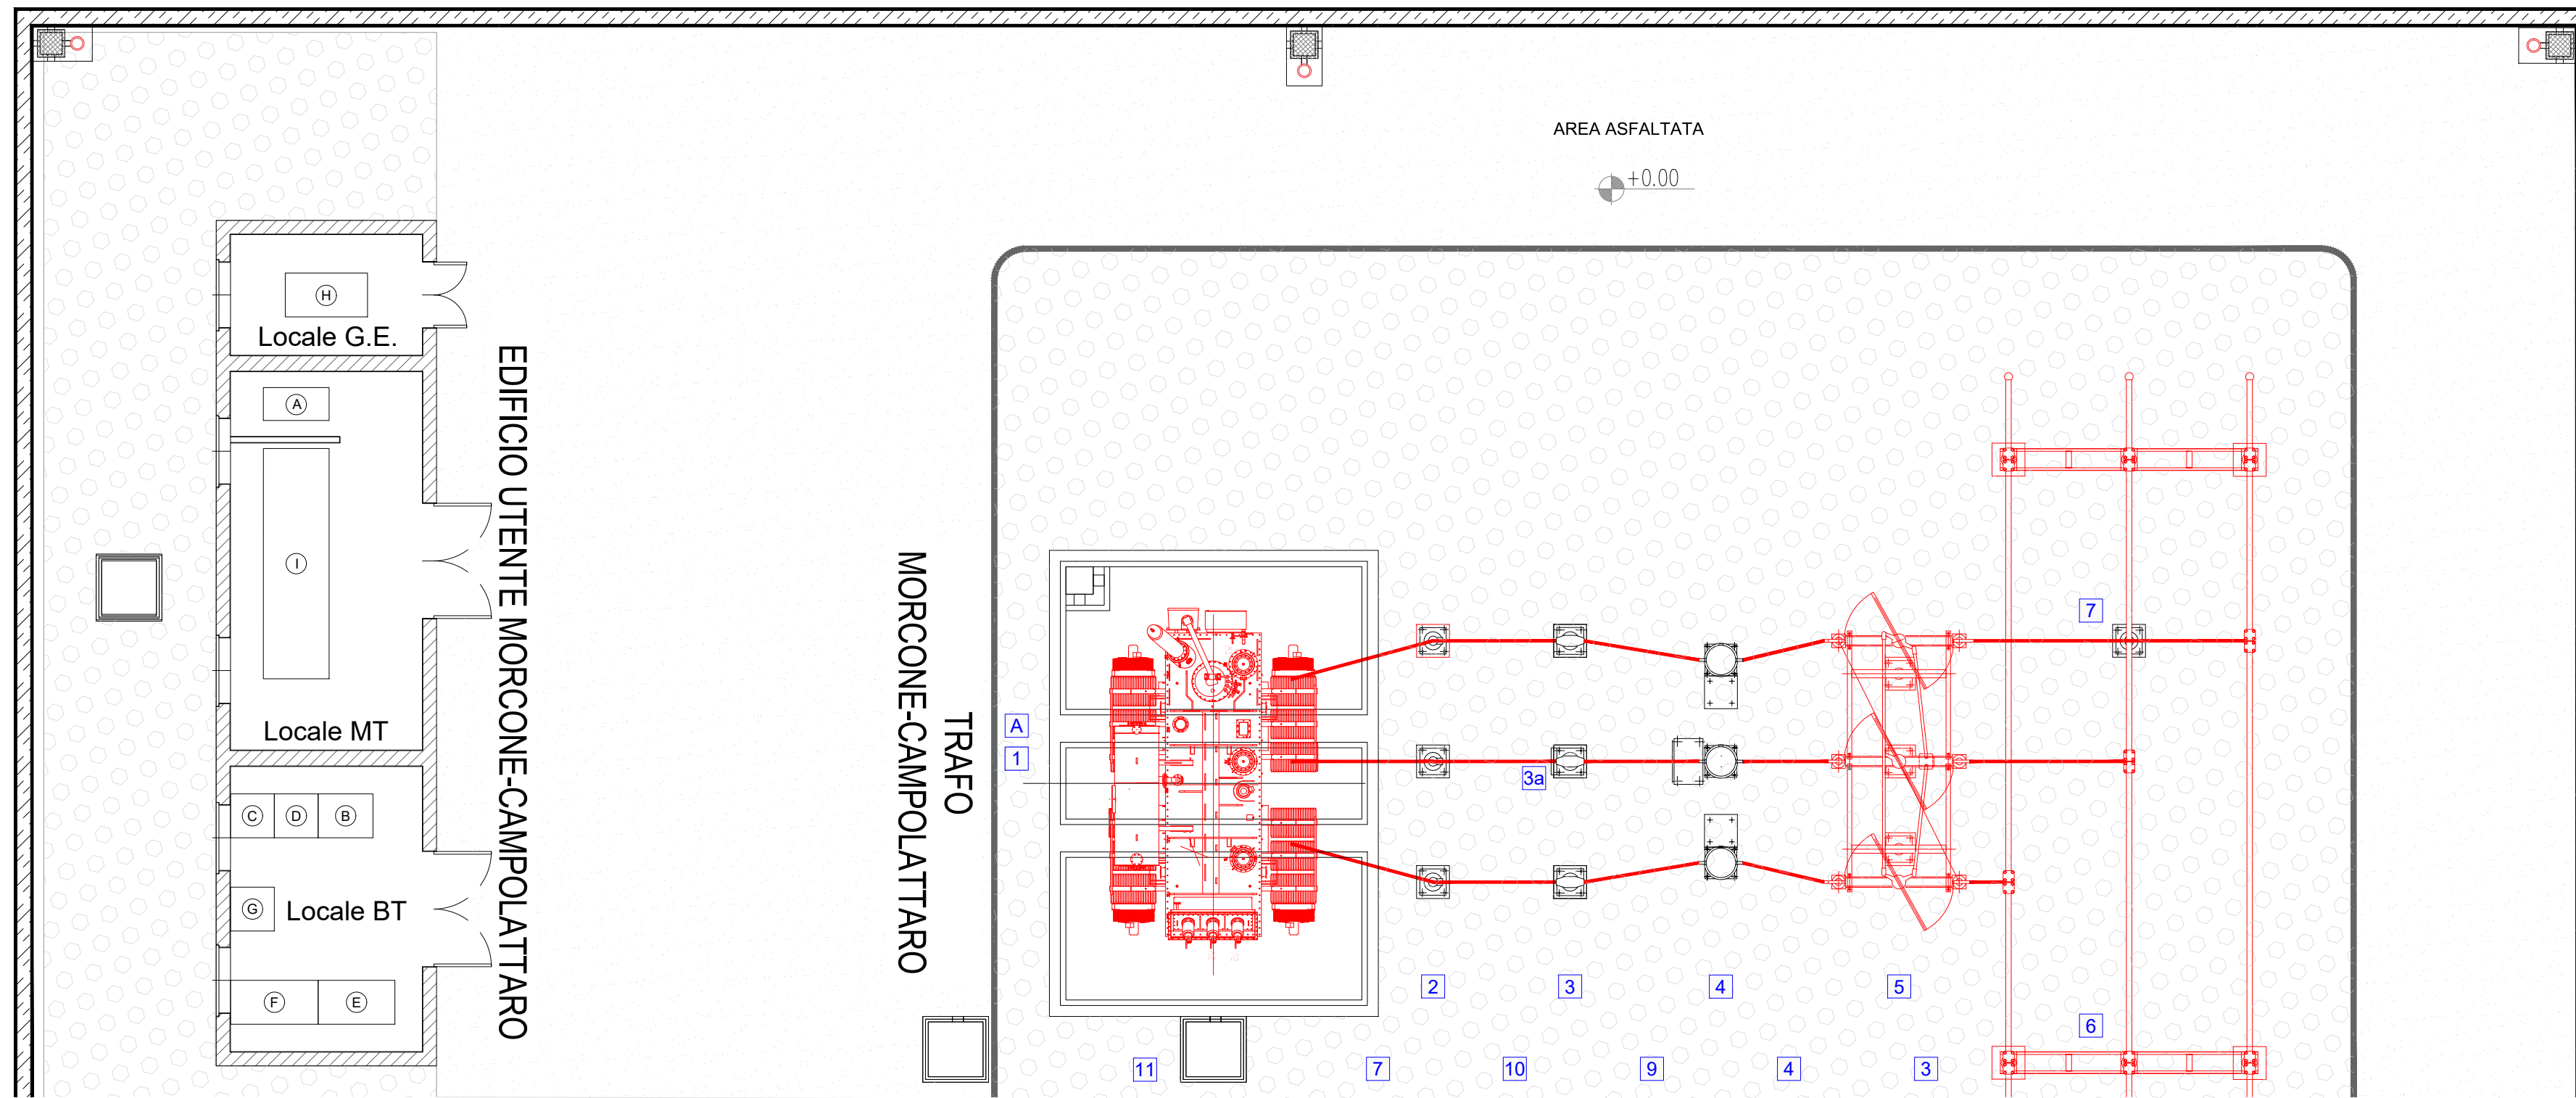 AREA ASFALTATA
+0.00
H
Locale G.E.
A
I
Locale MT
C
D
B
G
Locale BT
F
E
EDIFICIO UTENTE MORCONE-CAMPOLATTARO
TRAFO
MORCONE-CAMPOLATTARO
A
1
3a
7
2
3
4
5
6
11
7
10
9
4
3